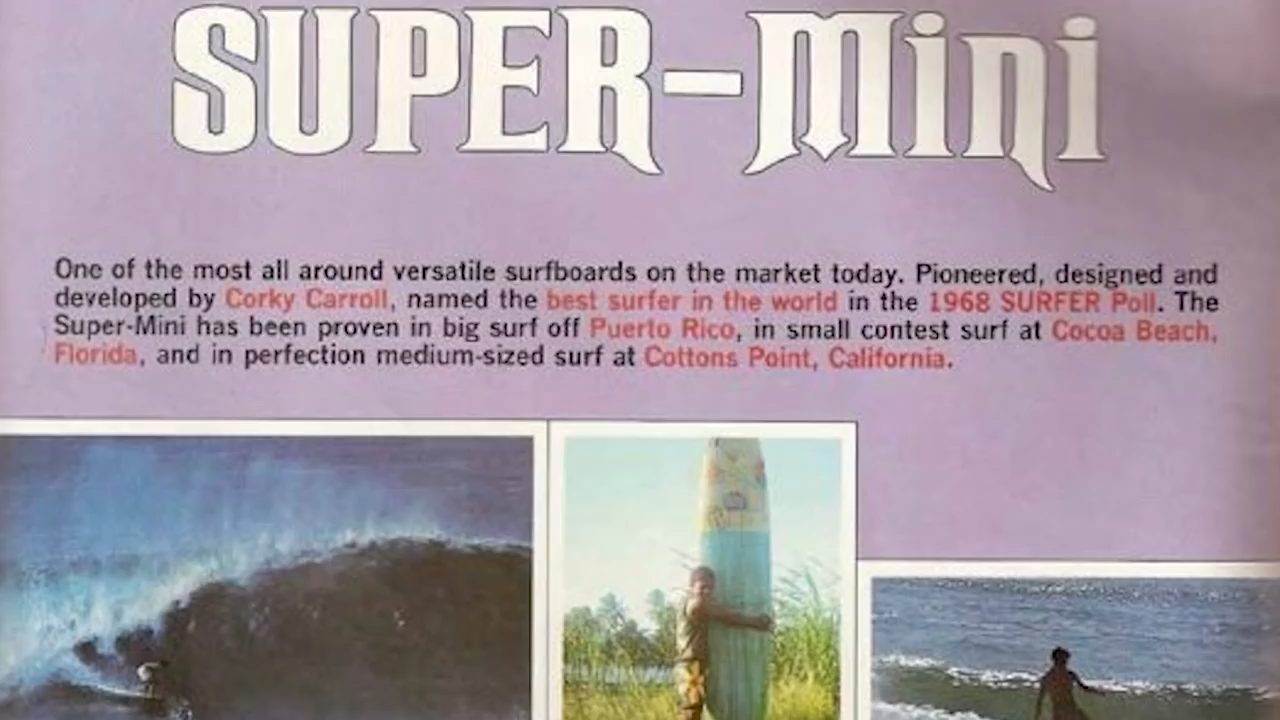 SUPER-Mini
One of the most all around versatile surfboards on the market today. Pioneered, designed and
developed by Corky Carroll, named the best surfer in the world in the 1968 SURFER Poll. The
Super-Mini has been proven in big surf off Puerto Rico, in small contest surf at Cocoa Beach,
Florida, and in perfection medium-sized surf at Cottons Point, California.